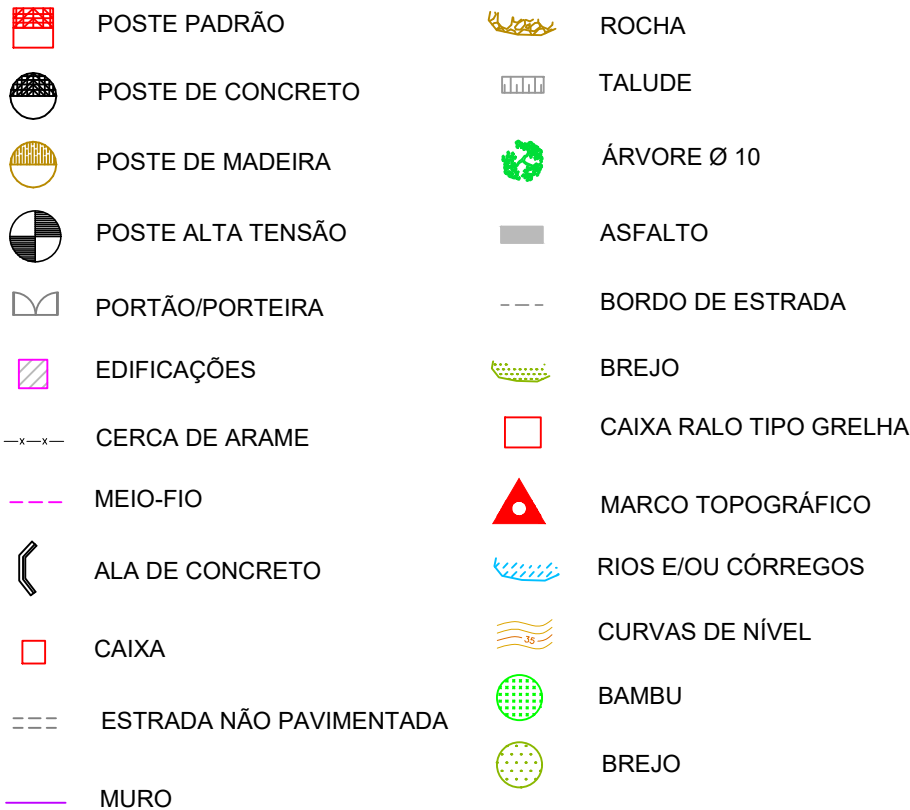 POSTE PADRÃO
POSTE DE CONCRETO
POSTE DE MADEIRA
POSTE ALTA TENSÃO
PORTÃO/PORTEIRA
EDIFICAÇÕES
CERCA DE ARAME
MEIO-FIO
ALA DE CONCRETO
CAIXA
ESTRADA NÃO PAVIMENTADA
MURO
ROCHA
TALUDE
ÁRVORE Ø 10
ASFALTO
BORDO DE ESTRADA
BREJO
CAIXA RALO TIPO GRELHA
MARCO TOPOGRÁFICO
RIOS E/OU CÓRREGOS
35
CURVAS DE NÍVEL
BAMBU
BREJO